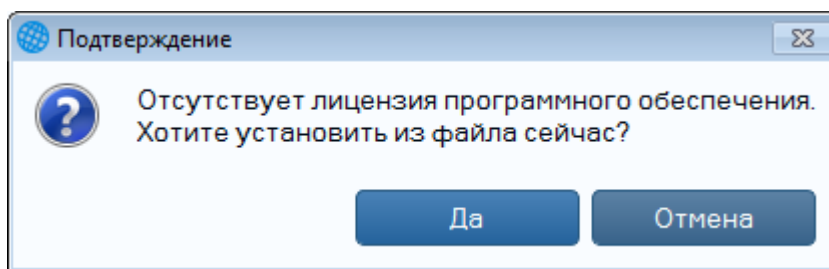 Подтверждение
Отсутствует лицензия программного обеспечения.
Хотите установить из файла сейчас?
Да
Отмена